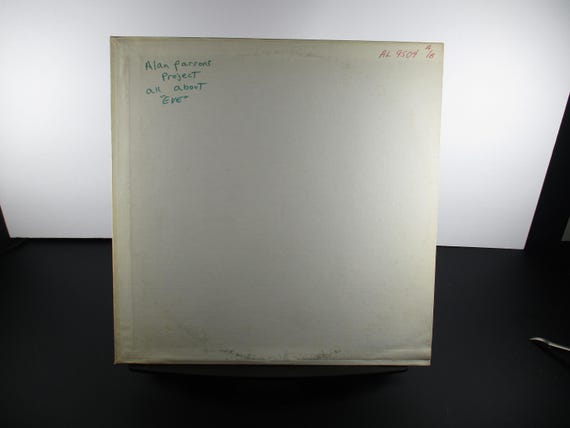 Alan Parsons
Project
all about
"EVE"
AL 9504 A/B